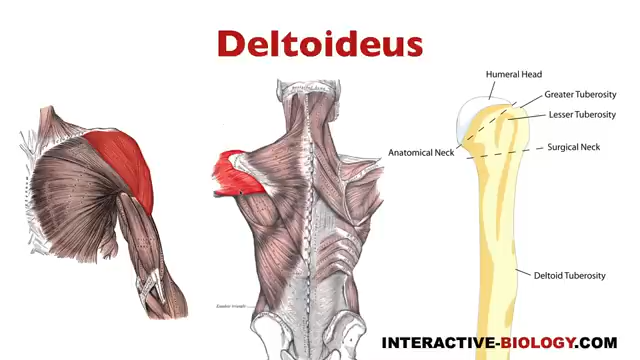 Deltoideus
Humeral Head
Greater Tuberosity
Lesser Tuberosity
Anatomical Neck
Surgical Neck
Deltoid Tuberosity
INTERACTIVE-BIOLOGY.COM